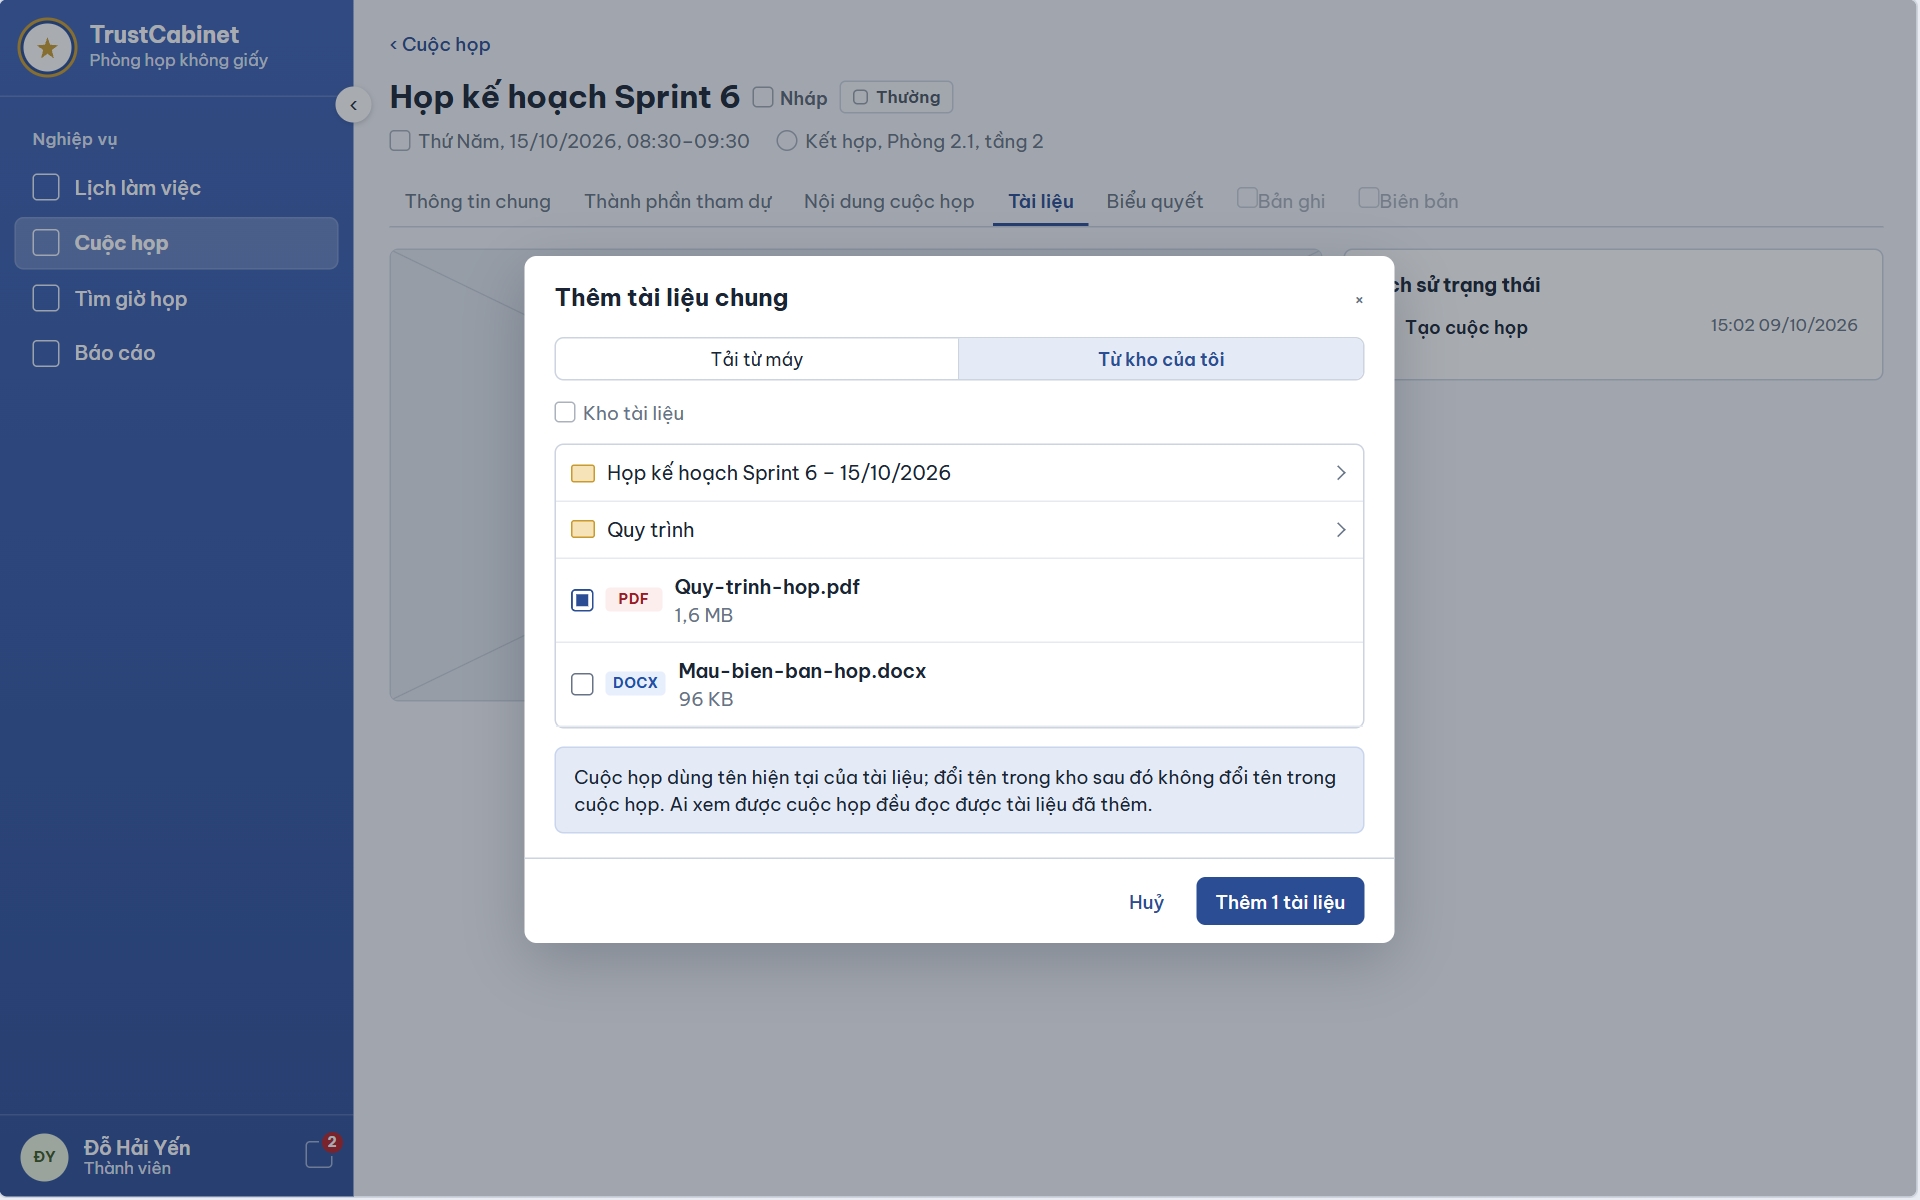 TrustCabinet
Phòng họp không giấy
Nghiệp vụ
Lịch làm việc
Cuộc họp
Tìm giờ họp
Báo cáo
ĐY
Đỗ Hải Yến
Thành viên
2
‹ Cuộc họp
Họp kế hoạch Sprint 6
Nháp
Thường
Thứ Năm, 15/10/2026, 08:30–09:30
Kết hợp, Phòng 2.1, tầng 2
Thông tin chung
Thành phần tham dự
Nội dung cuộc họp
Tài liệu
Biểu quyết
Bản ghi
Biên bản
ch sử trạng thái
Tạo cuộc họp
15:02 09/10/2026
Thêm tài liệu chung
×
Tải từ máy
Từ kho của tôi
Kho tài liệu
Họp kế hoạch Sprint 6 – 15/10/2026
Quy trình
PDF
Quy-trinh-hop.pdf
1,6 MB
DOCX
Mau-bien-ban-hop.docx
96 KB
Cuộc họp dùng tên hiện tại của tài liệu; đổi tên trong kho sau đó không đổi tên trong
cuộc họp. Ai xem được cuộc họp đều đọc được tài liệu đã thêm.
Huỷ
Thêm 1 tài liệu